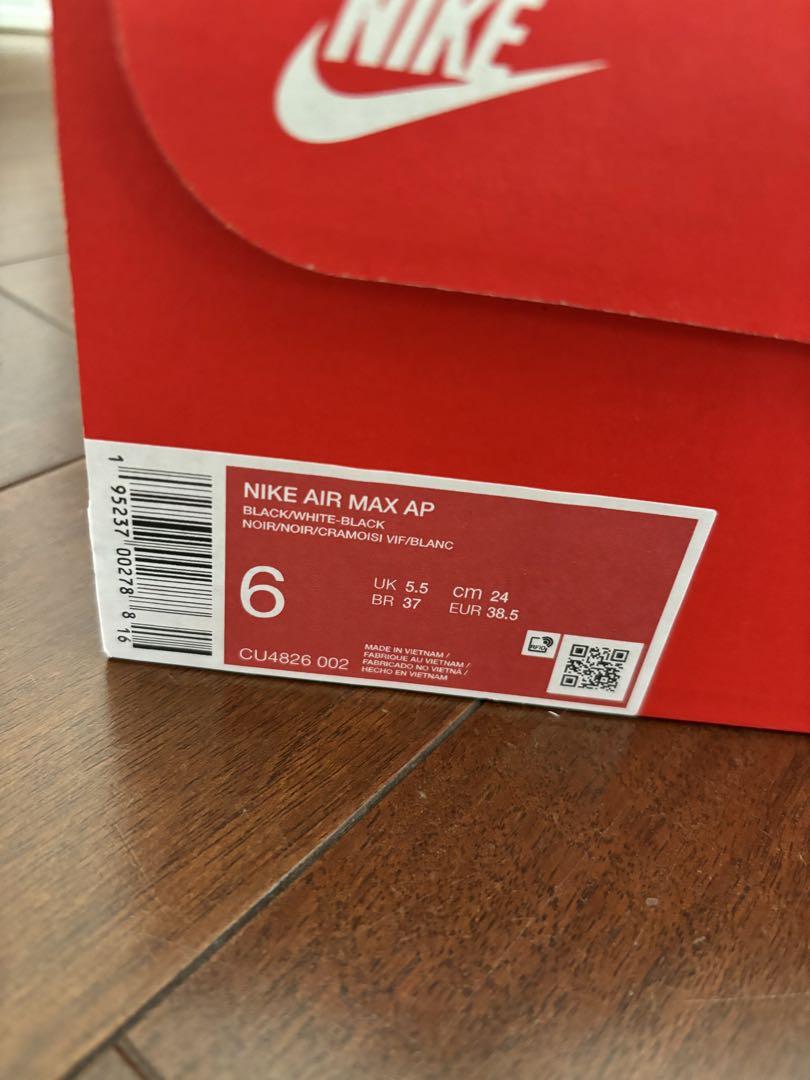 NIKE
NIKE AIR MAX AP
BLACK/WHITE-BLACK
NOIR/NOIR/CRAMOISI VIF/BLANC
6
UK 5.5 cm 24
BR 37 EUR 38.5
CU4826 002
MADE IN VIETNAM /
FABRIQUE AU VIETNAM /
FABRICADO NO VIETNÃ /
HECHO EN VIETNAM
RFID
1 95237 00278 8 16